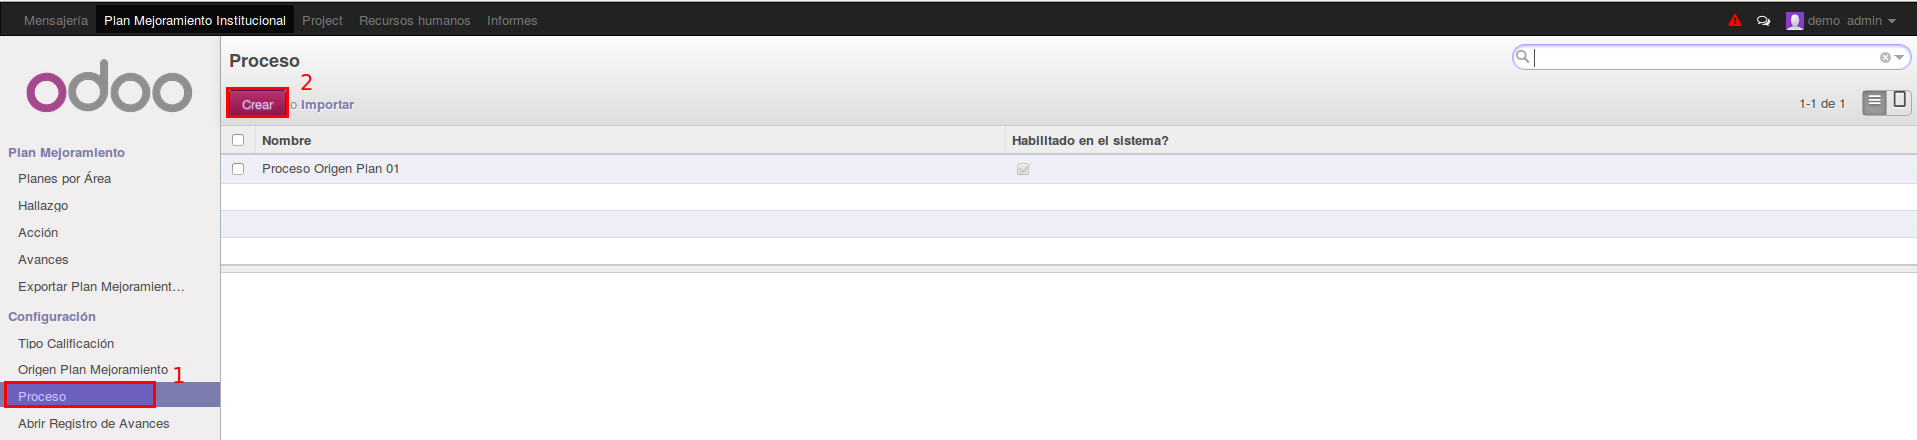 Mensajería Plan Mejoramiento Institucional Project Recursos humanos Informes demo admin
odoo
Proceso
2
Crear o Importar
1-1 de 1
Nombre Habilitado en el sistema?
Proceso Origen Plan 01
Plan Mejoramiento
Planes por Área
Hallazgo
Acción
Avances
Exportar Plan Mejoramient...
Configuración
Tipo Calificación
Origen Plan Mejoramiento
1
Proceso
Abrir Registro de Avances